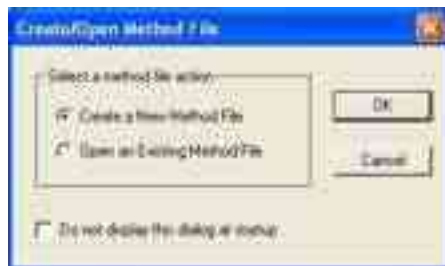 Create/Open Method File
Select a method file action
Create a New Method File
Open an Existing Method File
OK
Cancel
Do not display this dialog at startup